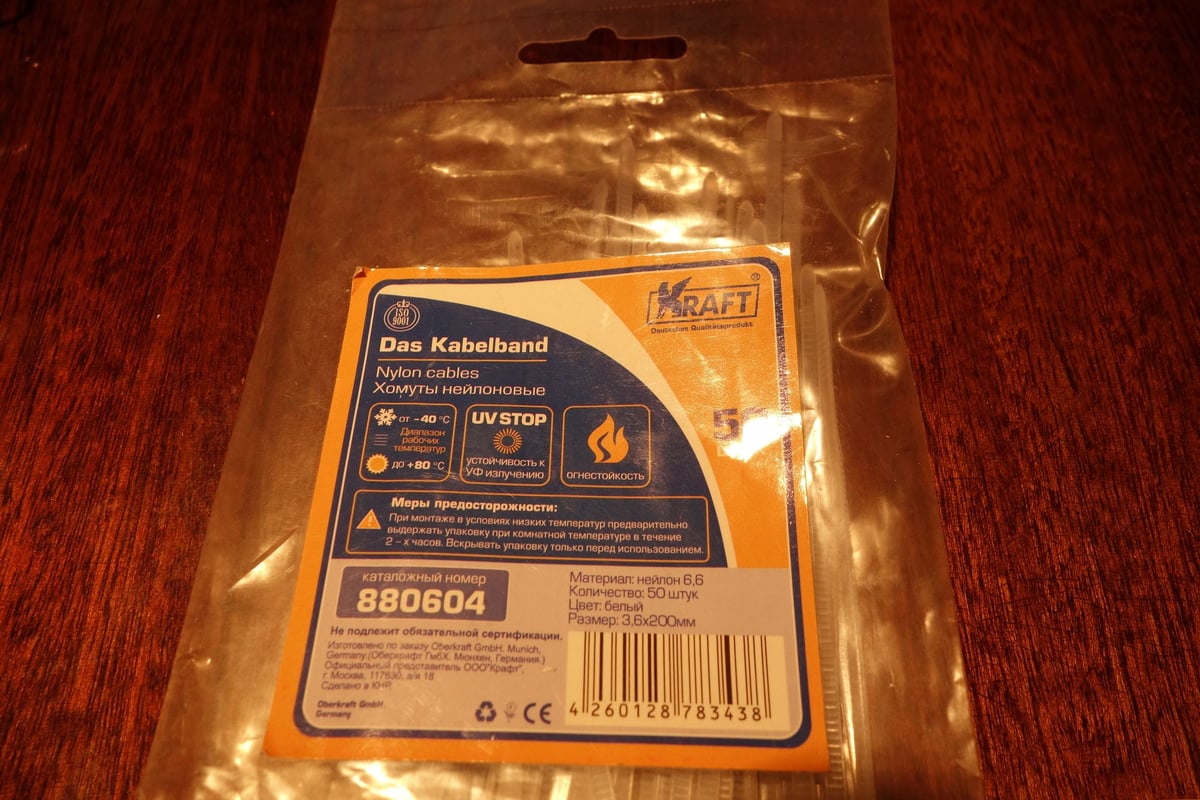 ISO
9001
KRAFT®
Deutsches Qualitätsprodukt
Das Kabelband
Nylon cables
Хомуты нейлоновые
от -40 °C
Диапазон
рабочих
температур
до +80 °C
UV STOP
устойчивость к
УФ излучению
огнестойкость
Меры предосторожности:
При монтаже в условиях низких температур предварительно
выдержать упаковку при комнатной температуре в течение
2 - х часов. Вскрывать упаковку только перед использованием.
каталожный номер
880604
Материал: нейлон 6,6
Количество: 50 штук
Цвет: белый
Размер: 3,6х200мм
Не подлежит обязательной сертификации.
Изготовлено по заказу Oberkraft GmbH. Munich,
Germany.(Оберкрафт ГмбХ. Мюнхен, Германия.)
Официальный представитель ООО"Крафт",
г. Москва, 117630, а/я 18
Сделано в КНР
Oberkraft GmbH.
Germany
CE
4 260128 783438